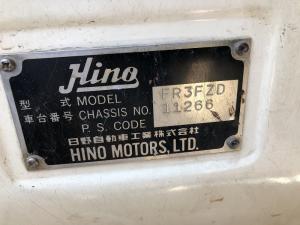 Hino
型式 MODEL FR3FZD
車台番号 CHASSIS NO. 11266
P. S. CODE
日野自動車工業株式会社
HINO MOTORS, LTD.